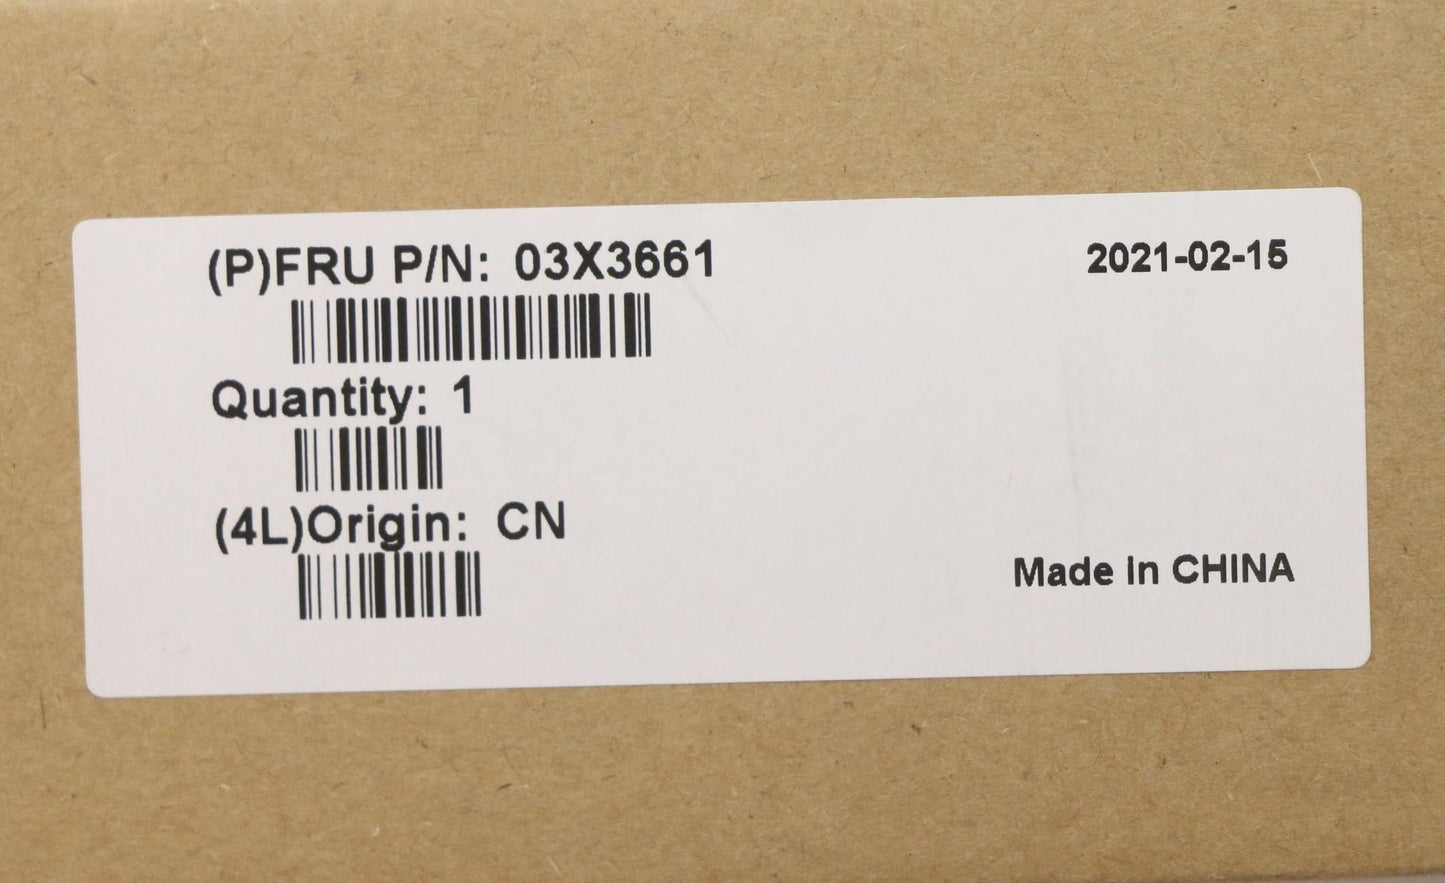 (P)FRU P/N: 03X3661
2021-02-15
Quantity: 1
(4L)Origin: CN
Made in CHINA